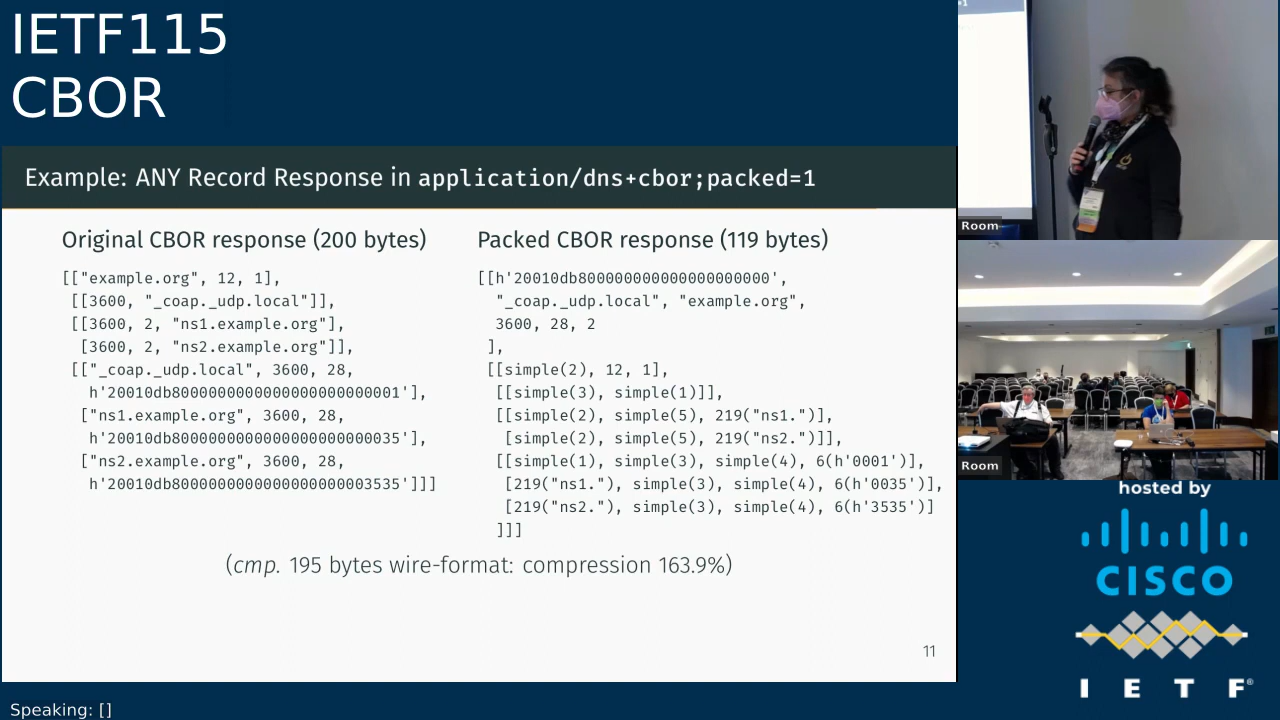 IETF115
CBOR
Example: ANY Record Response in application/dns+cbor;packed=1
Original CBOR response (200 bytes)
[["example.org", 12, 1],
[[3600, "_coap._udp.local"]],
[[3600, 2, "ns1.example.org"],
[3600, 2, "ns2.example.org"]],
[["_coap._udp.local", 3600, 28,
h'20010db8000000000000000000000001'],
["ns1.example.org", 3600, 28,
h'20010db8000000000000000000000035'],
["ns2.example.org", 3600, 28,
h'20010db8000000000000000000003535']]]
Packed CBOR response (119 bytes)
[[h'20010db800000000000000000000',
"_coap._udp.local", "example.org",
3600, 28, 2
],
[[simple(2), 12, 1],
[[simple(3), simple(1)]],
[[simple(2), simple(5), 219("ns1.")],
[simple(2), simple(5), 219("ns2.")]],
[[simple(1), simple(3), simple(4), 6(h'0001')],
[219("ns1."), simple(3), simple(4), 6(h'0035')],
[219("ns2."), simple(3), simple(4), 6(h'3535')]
]]]
(cmp. 195 bytes wire-format: compression 163.9%)
11
Room
Room
hosted by
CISCO
I E T F®
Speaking: []